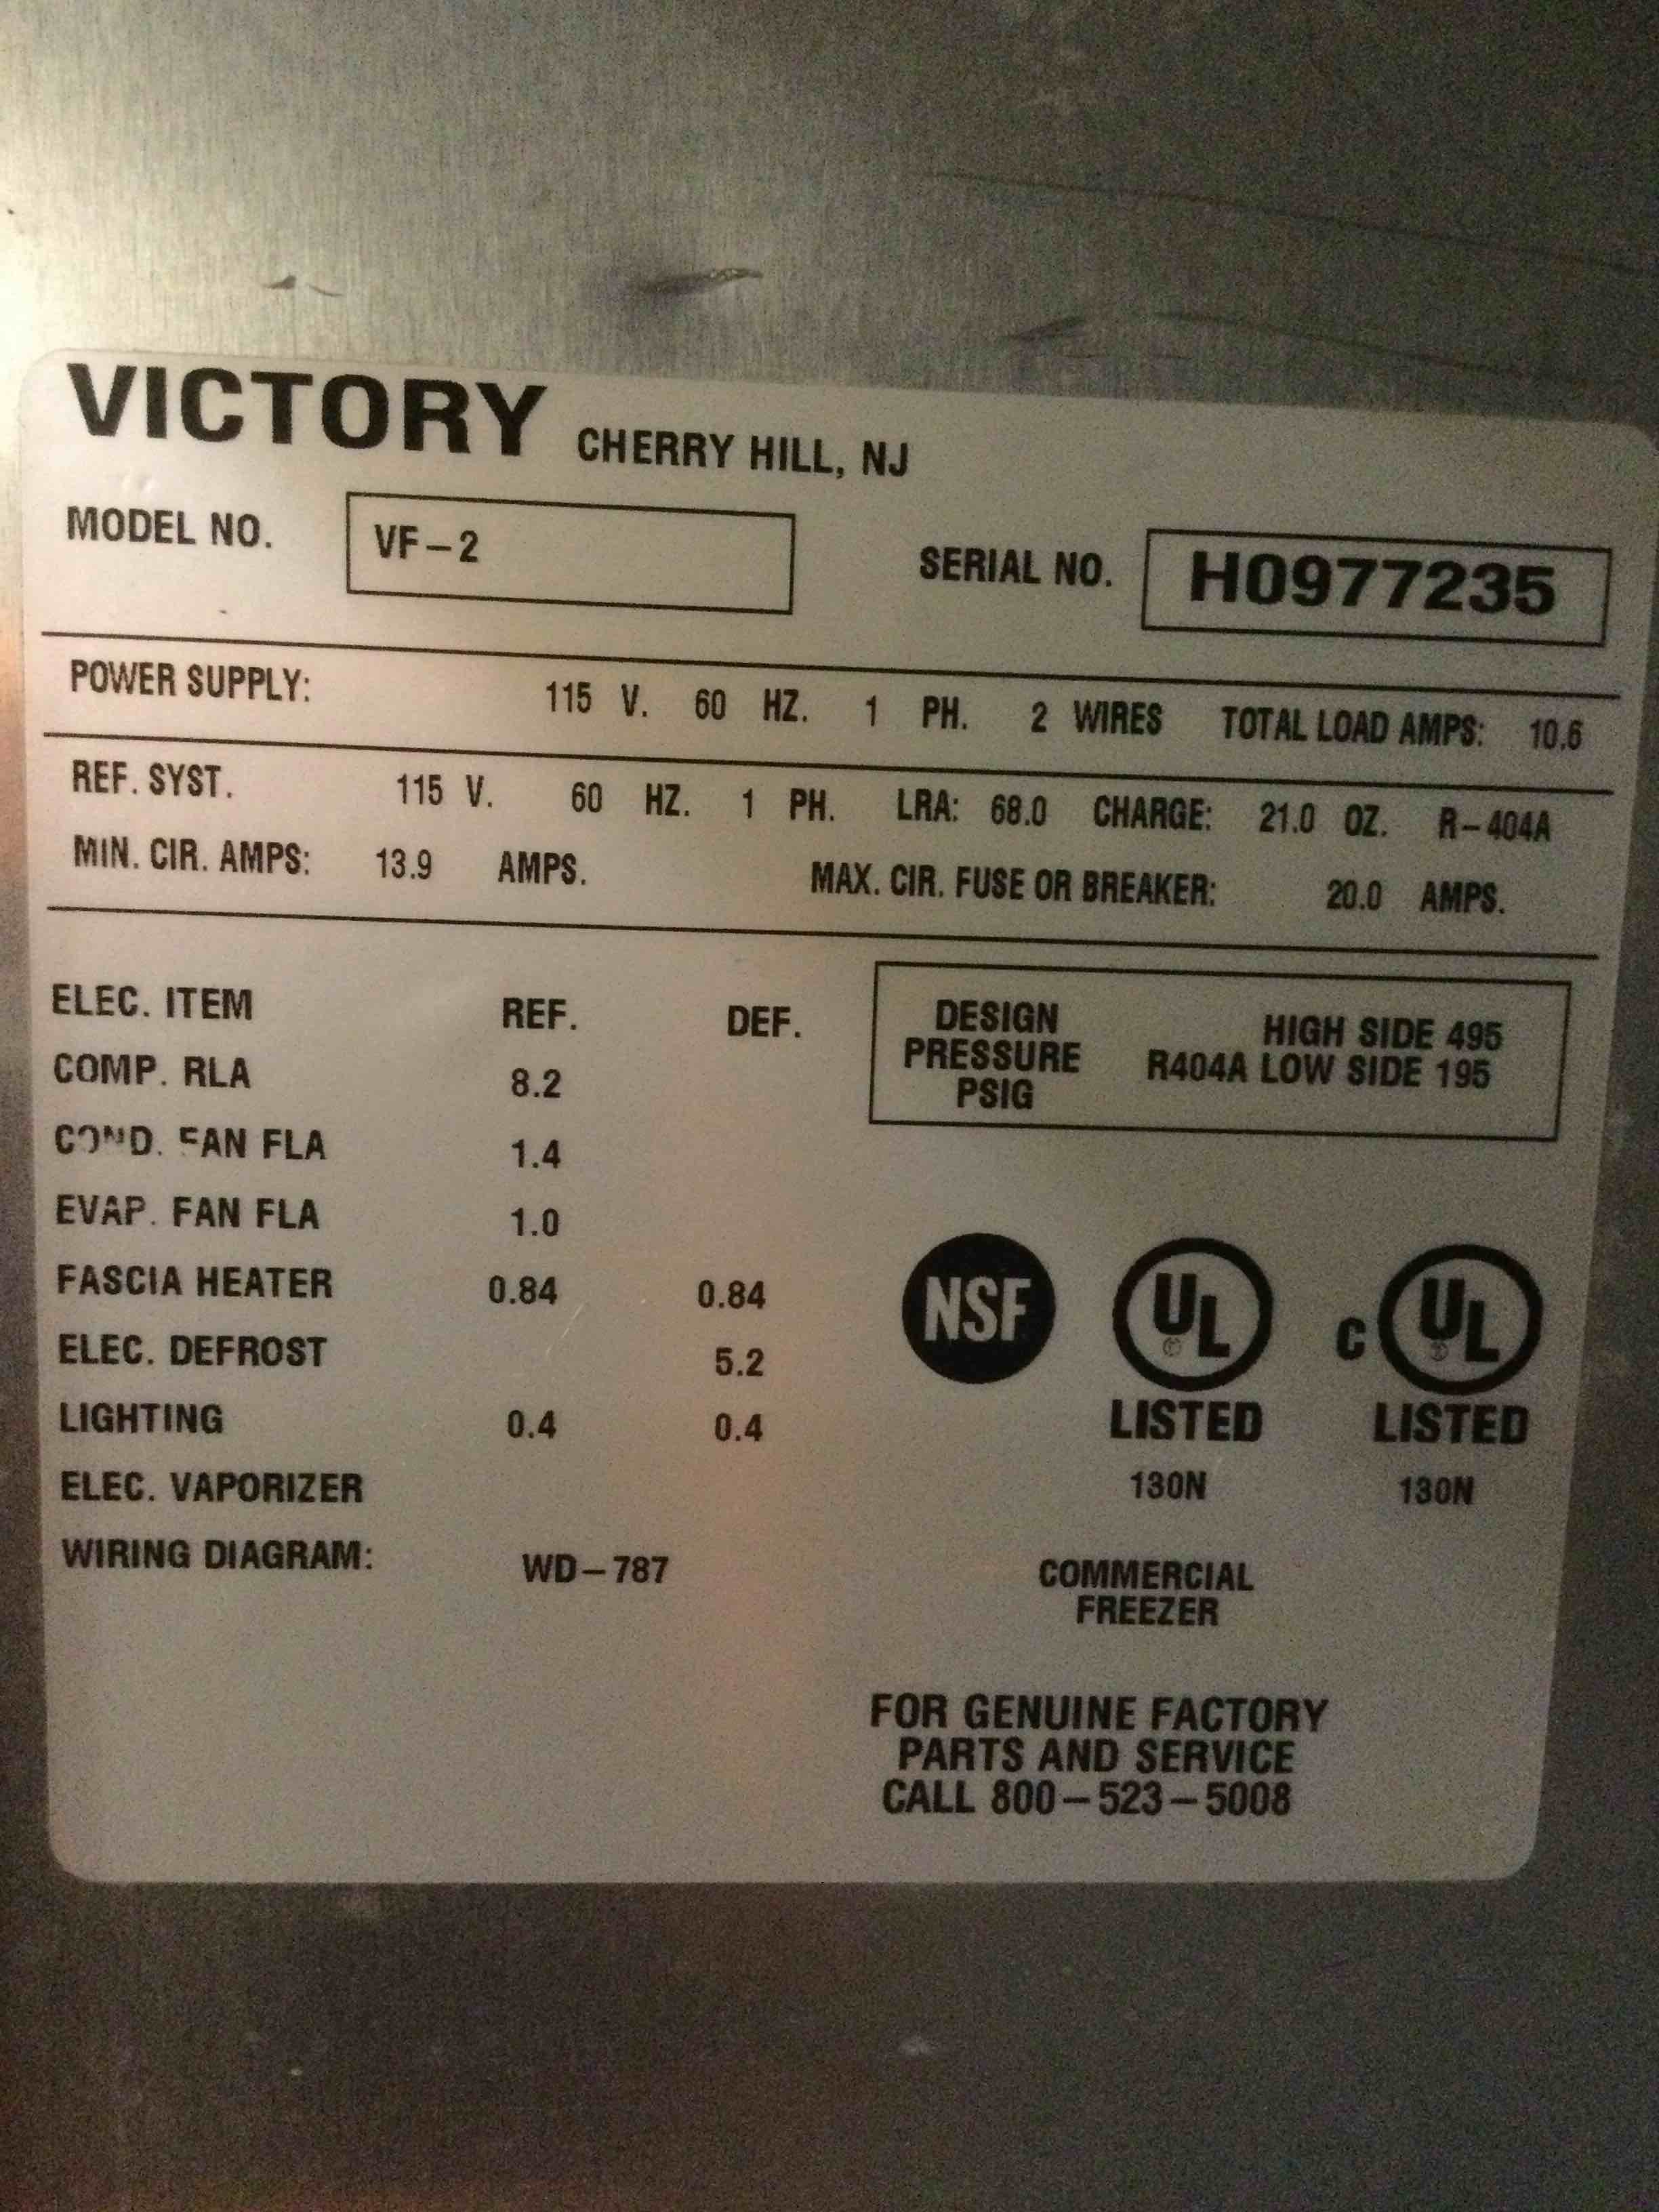 VICTORY CHERRY HILL, NJ
MODEL NO. VF-2 SERIAL NO. H0977235
POWER SUPPLY: 115 V. 60 HZ. 1 PH. 2 WIRES TOTAL LOAD AMPS: 10.6
REF. SYST. 115 V. 60 HZ. 1 PH. LRA: 68.0 CHARGE: 21.0 OZ. R-404A
MIN. CIR. AMPS: 13.9 AMPS. MAX. CIR. FUSE OR BREAKER: 20.0 AMPS.
ELEC. ITEM REF. DEF.
COMP. RLA 8.2
COND. FAN FLA 1.4
EVAP. FAN FLA 1.0
FASCIA HEATER 0.84 0.84
ELEC. DEFROST 5.2
LIGHTING 0.4 0.4
ELEC. VAPORIZER
WIRING DIAGRAM: WD-787
DESIGN
PRESSURE
PSIG
HIGH SIDE 495
R404A LOW SIDE 195
NSF
UL
LISTED
130N
C UL
LISTED
130N
COMMERCIAL
FREEZER
FOR GENUINE FACTORY
PARTS AND SERVICE
CALL 800-523-5008